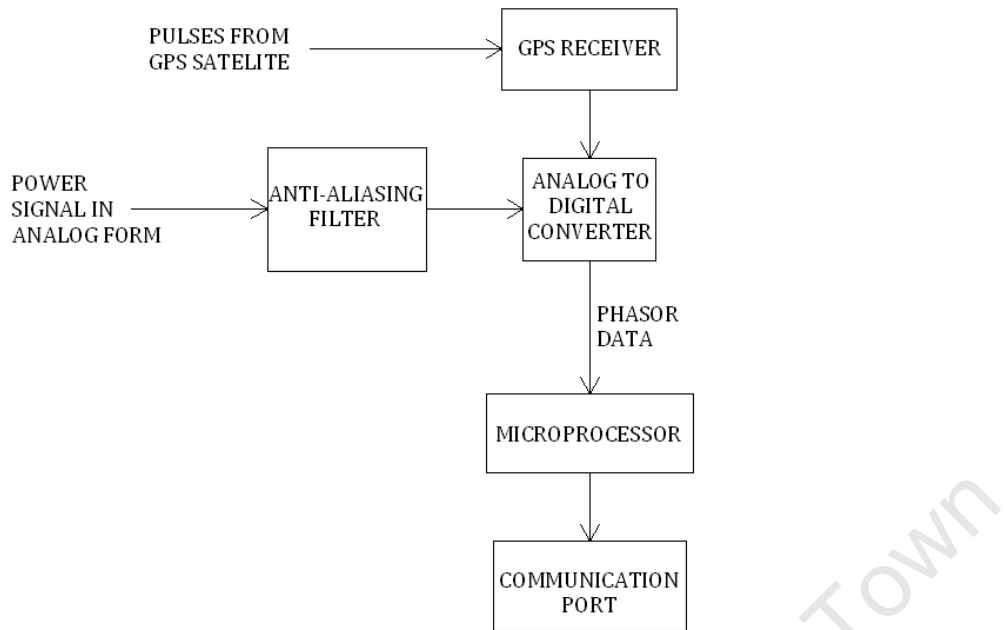 PULSES FROM
GPS SATELITE
GPS RECEIVER
POWER
SIGNAL IN
ANALOG FORM
ANTI-ALIASING
FILTER
ANALOG TO
DIGITAL
CONVERTER
PHASOR
DATA
MICROPROCESSOR
COMMUNICATION
PORT
Town